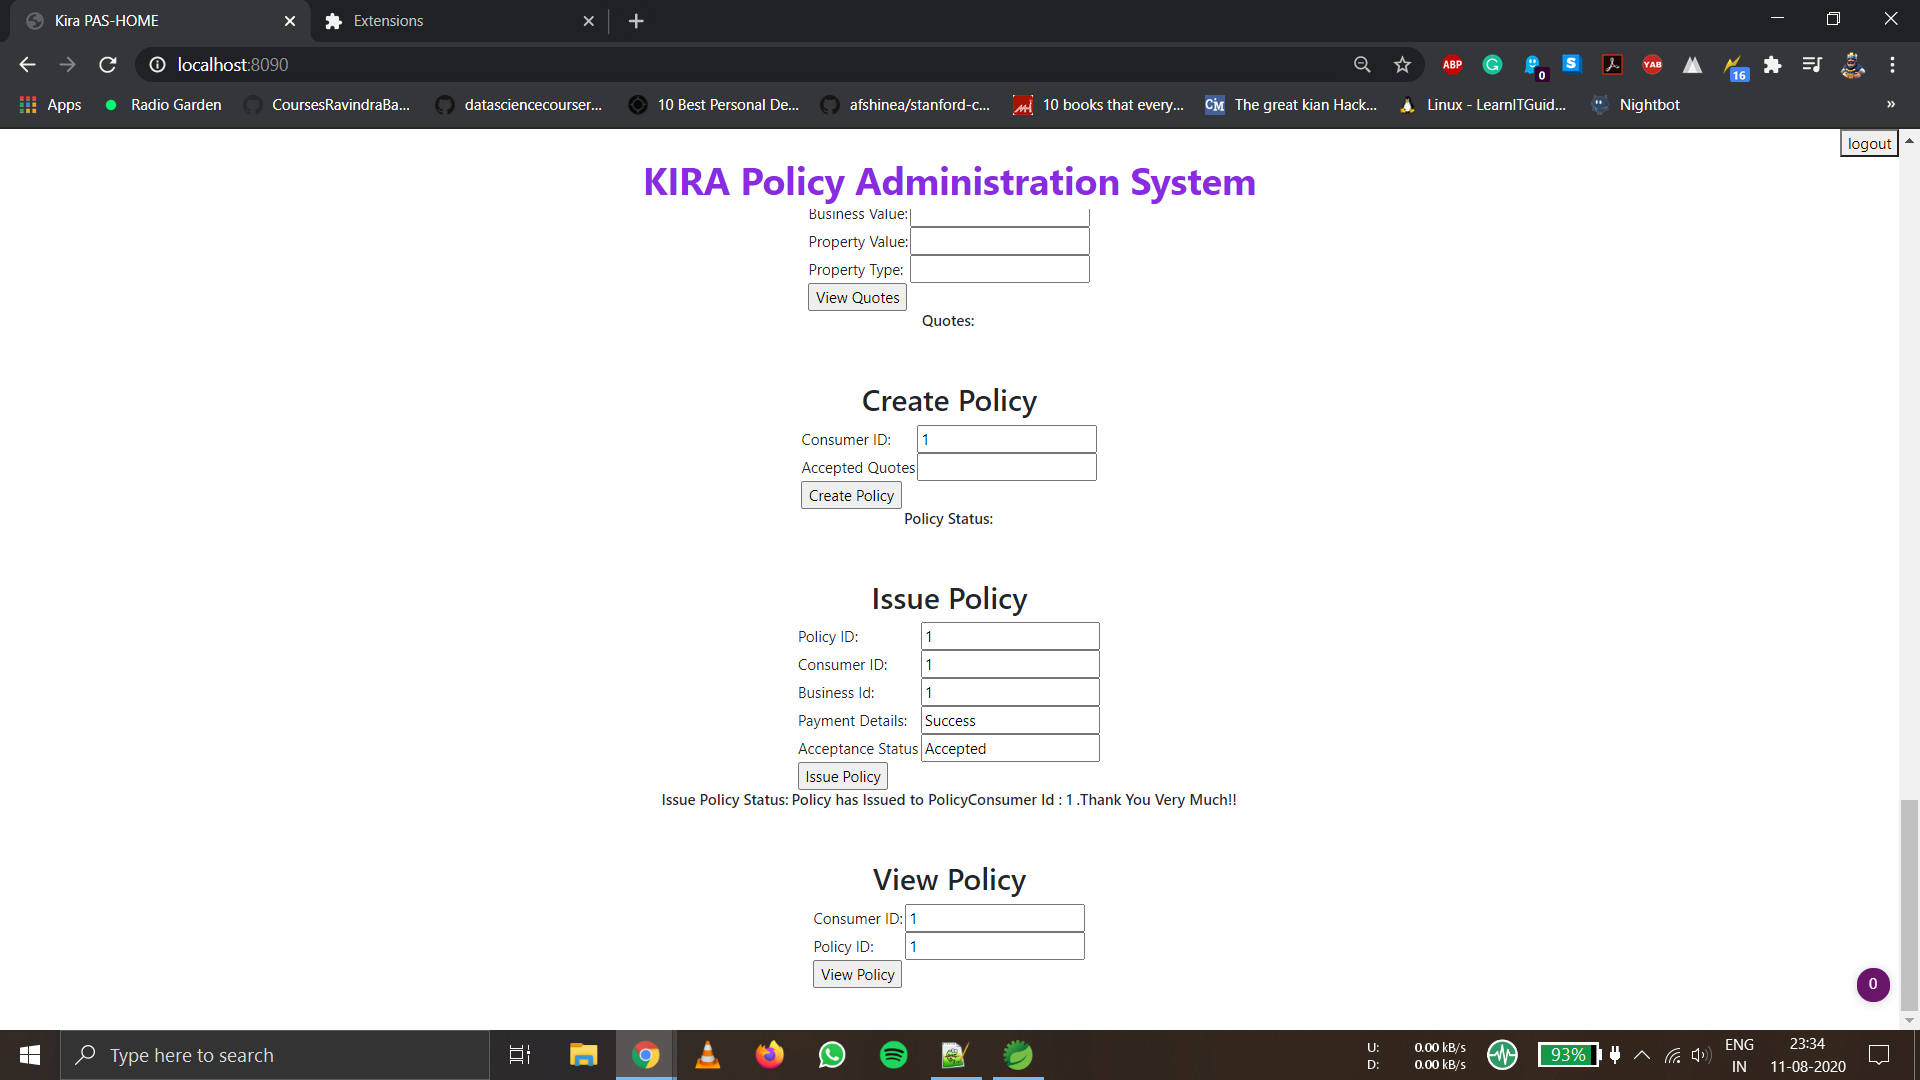 Kira PAS-HOME
Extensions
localhost:8090
ABP
0
S
YAB
16
Apps
Radio Garden
CoursesRavindraBa...
datasciencecourser...
10 Best Personal De...
afshinea/stanford-c...
10 books that every...
CM
The great kian Hack...
Linux - LearnITGuid...
Nightbot
»
logout
KIRA Policy Administration System
Business Value:
Property Value:
Property Type:
View Quotes
Quotes:
Create Policy
Consumer ID: 1
Accepted Quotes
Create Policy
Policy Status:
Issue Policy
Policy ID: 1
Consumer ID: 1
Business Id: 1
Payment Details: Success
Acceptance Status Accepted
Issue Policy
Issue Policy Status: Policy has Issued to PolicyConsumer Id : 1 .Thank You Very Much!!
View Policy
Consumer ID: 1
Policy ID: 1
View Policy
0
Type here to search
U: 0.00 kB/s
D: 0.00 kB/s
93%
ENG
IN
23:34
11-08-2020